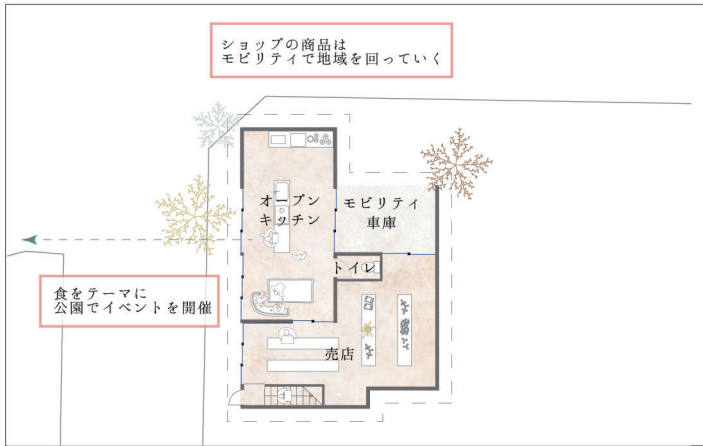 ショップの商品は
モビリティで地域を回っていく
オープン
キッチン
モビリティ
車庫
トイレ
食をテーマに
公園でイベントを開催
売店